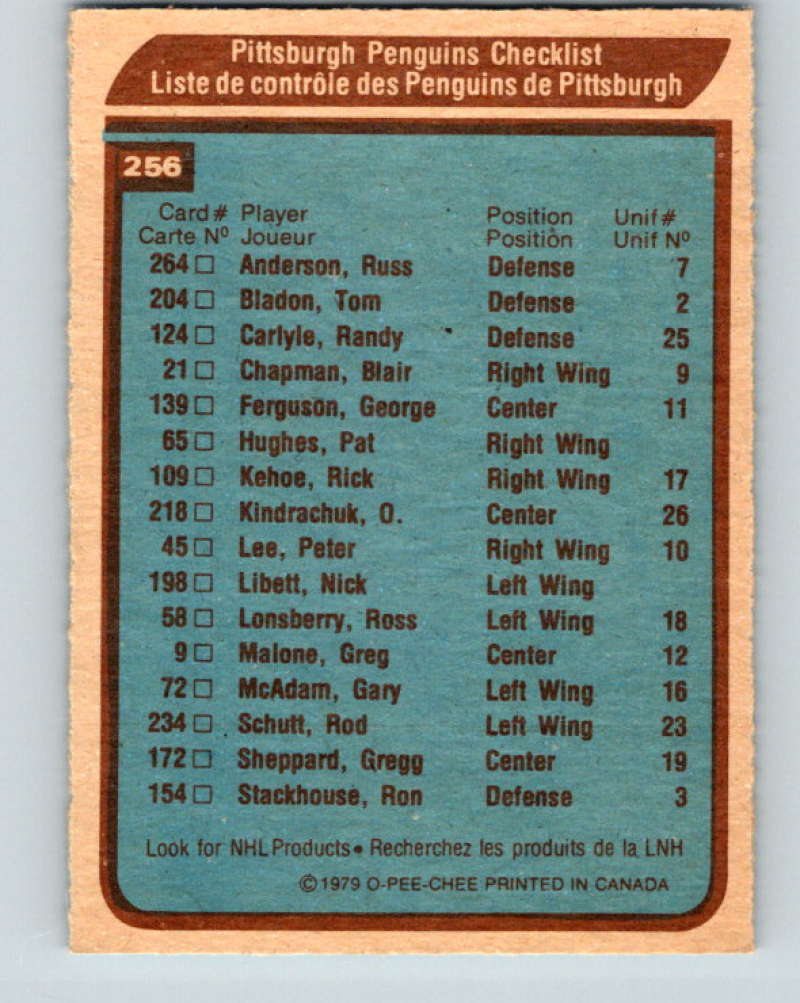 Pittsburgh Penguins Checklist
Liste de contrôle des Penguins de Pittsburgh
256
Card # Player Position Unif #
Carte Nº Joueur Position Unif Nº
264 □ Anderson, Russ Defense 7
204 □ Bladon, Tom Defense 2
124 □ Carlyle, Randy Defense 25
21 □ Chapman, Blair Right Wing 9
139 □ Ferguson, George Center 11
65 □ Hughes, Pat Right Wing
109 □ Kehoe, Rick Right Wing 17
218 □ Kindrachuk, O. Center 26
45 □ Lee, Peter Right Wing 10
198 □ Libett, Nick Left Wing
58 □ Lonsberry, Ross Left Wing 18
9 □ Malone, Greg Center 12
72 □ McAdam, Gary Left Wing 16
234 □ Schutt, Rod Left Wing 23
172 □ Sheppard, Gregg Center 19
154 □ Stackhouse, Ron Defense 3
Look for NHL Products • Recherchez les produits de la LNH
© 1979 O-PEE-CHEE PRINTED IN CANADA